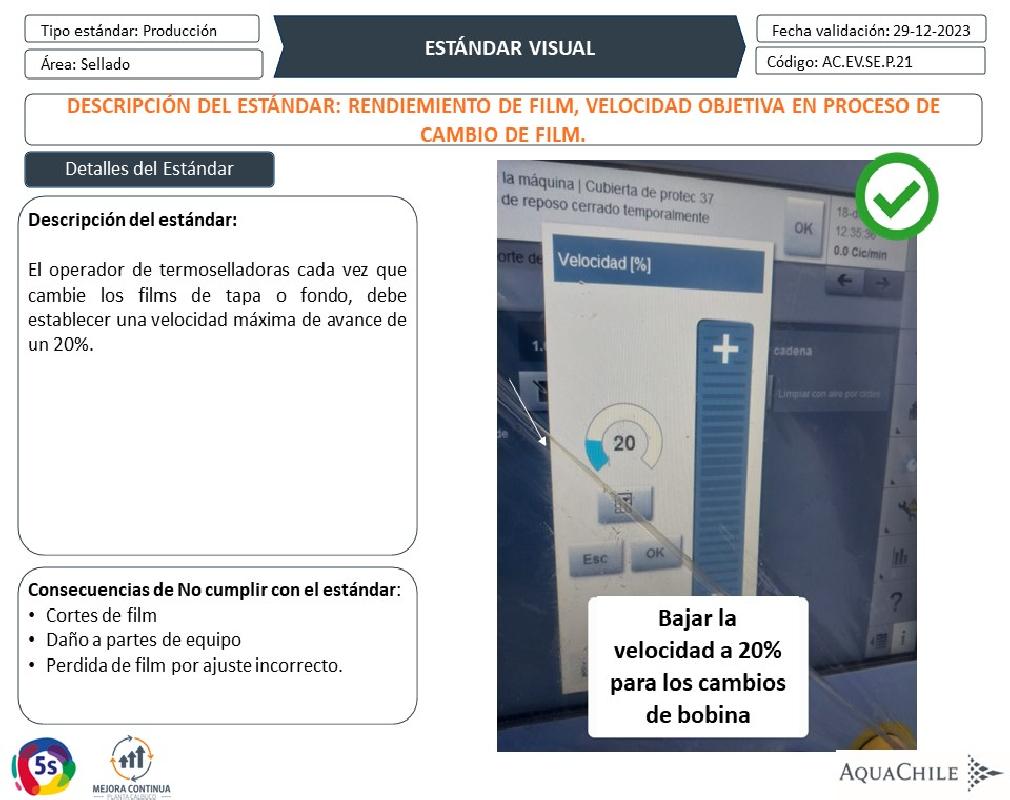 Tipo estándar: Producción
Área: Sellado
ESTÁNDAR VISUAL
Fecha validación: 29-12-2023
Código: AC.EV.SE.P.21
DESCRIPCIÓN DEL ESTÁNDAR: RENDIEMIENTO DE FILM, VELOCIDAD OBJETIVA EN PROCESO DE
CAMBIO DE FILM.
Detalles del Estándar
Descripción del estándar:
El operador de termoselladoras cada vez que
cambie los films de tapa o fondo, debe
establecer una velocidad máxima de avance de
un 20%.
Consecuencias de No cumplir con el estándar:
• Cortes de film
• Daño a partes de equipo
• Perdida de film por ajuste incorrecto.
la máquina | Cubierta de protec 37
de reposo cerrado temporalmente
OK
12:35:36
0.0 Cic/min
Velocidad [%]
+
cadena
Limpiar con aire por
20
Esc
OK
?
i
Bajar la
velocidad a 20%
para los cambios
de bobina
5s
MEJORA CONTINUA
PLANTA CALBUCO
AQUACHILE